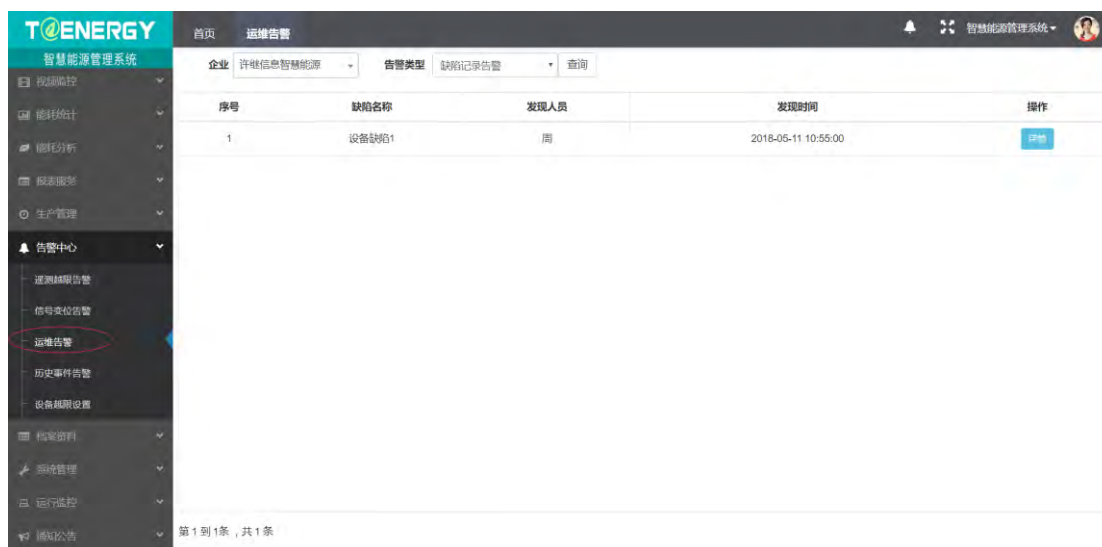 T@ENERGY
首页 运维告警 智慧能源管理系统
智慧能源管理系统
企业 许继信息智慧能源 告警类型 缺陷记录告警 查询
视频监控
序号 缺陷名称 发现人员 发现时间 操作
能耗统计
1 设备缺陷1 周 2018-05-11 10:55:00 详情
能耗分析
报表服务
生产管理
告警中心
遥测越限告警
信号变位告警
运维告警
历史事件告警
设备越限设置
档案资料
系统管理
运行监控
通知公告
第1到1条，共1条